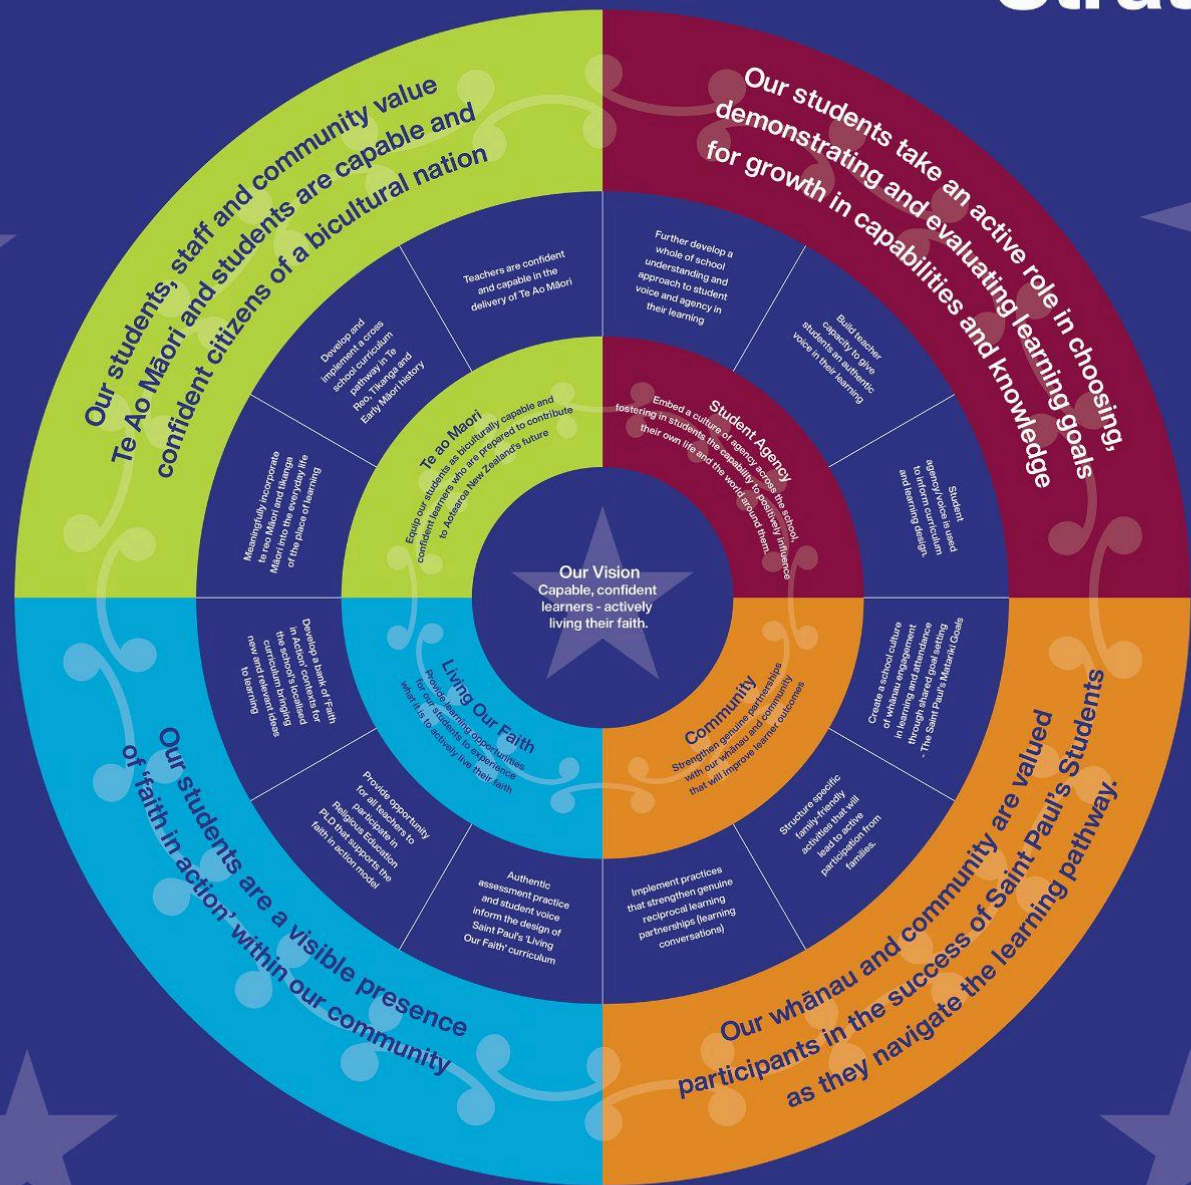 Our students, staff and community value
Te Ao Māori and students are capable and
confident citizens of a bicultural nation
Our students take an active role in choosing,
demonstrating and evaluating learning goals
for growth in capabilities and knowledge
Teachers are confident
and capable in the
delivery of Te Ao Māori
Develop and
implement a cross
school curriculum
pathway in Te
Reo, Tikanga and
Early Māori history
Meaningfully incorporate
te reo Māori and tikanga
Māori into the everyday life
of the place of learning
Further develop a
whole of school
understanding and
approach to student
voice and agency in
their learning
Build teacher
capacity to give
students an authentic
voice in their learning
Student
agency/voice is used
to inform curriculum
and learning design.
Te ao Maori
Equip our students as biculturally capable and
confident learners who are prepared to contribute
to Aotearoa New Zealand's future
Student Agency
Embed a culture of agency across the school,
fostering in students the capability to positively influence
their own life and the world around them.
Our Vision
Capable, confident
learners - actively
living their faith.
Living Our Faith
Provide learning opportunities
for our students to experience
what it is to actively live their faith
Community
Strengthen genuine partnerships
with our whānau and community
that will improve learner outcomes
Develop a bank of 'Faith
in Action' contexts for
the school's localised
curriculum bringing
new and relevant ideas
to learning
Provide opportunity
for all teachers to
participate in
Religious Education
PLD that supports the
faith in action model
Authentic
assessment practice
and student voice
inform the design of
Saint Paul's 'Living
Our Faith' curriculum
Create a school culture
of whānau engagement
in learning and attendance
through shared goal setting
- The Saint Paul's Matariki Goals
Structure specific
family-friendly
activities that will
lead to active
participation from
families.
Implement practices
that strengthen genuine
reciprocal learning
partnerships (learning
conversations)
Our students are a visible presence
of 'faith in action' within our community
Our whānau and community are valued
participants in the success of Saint Paul's Students
as they navigate the learning pathway.